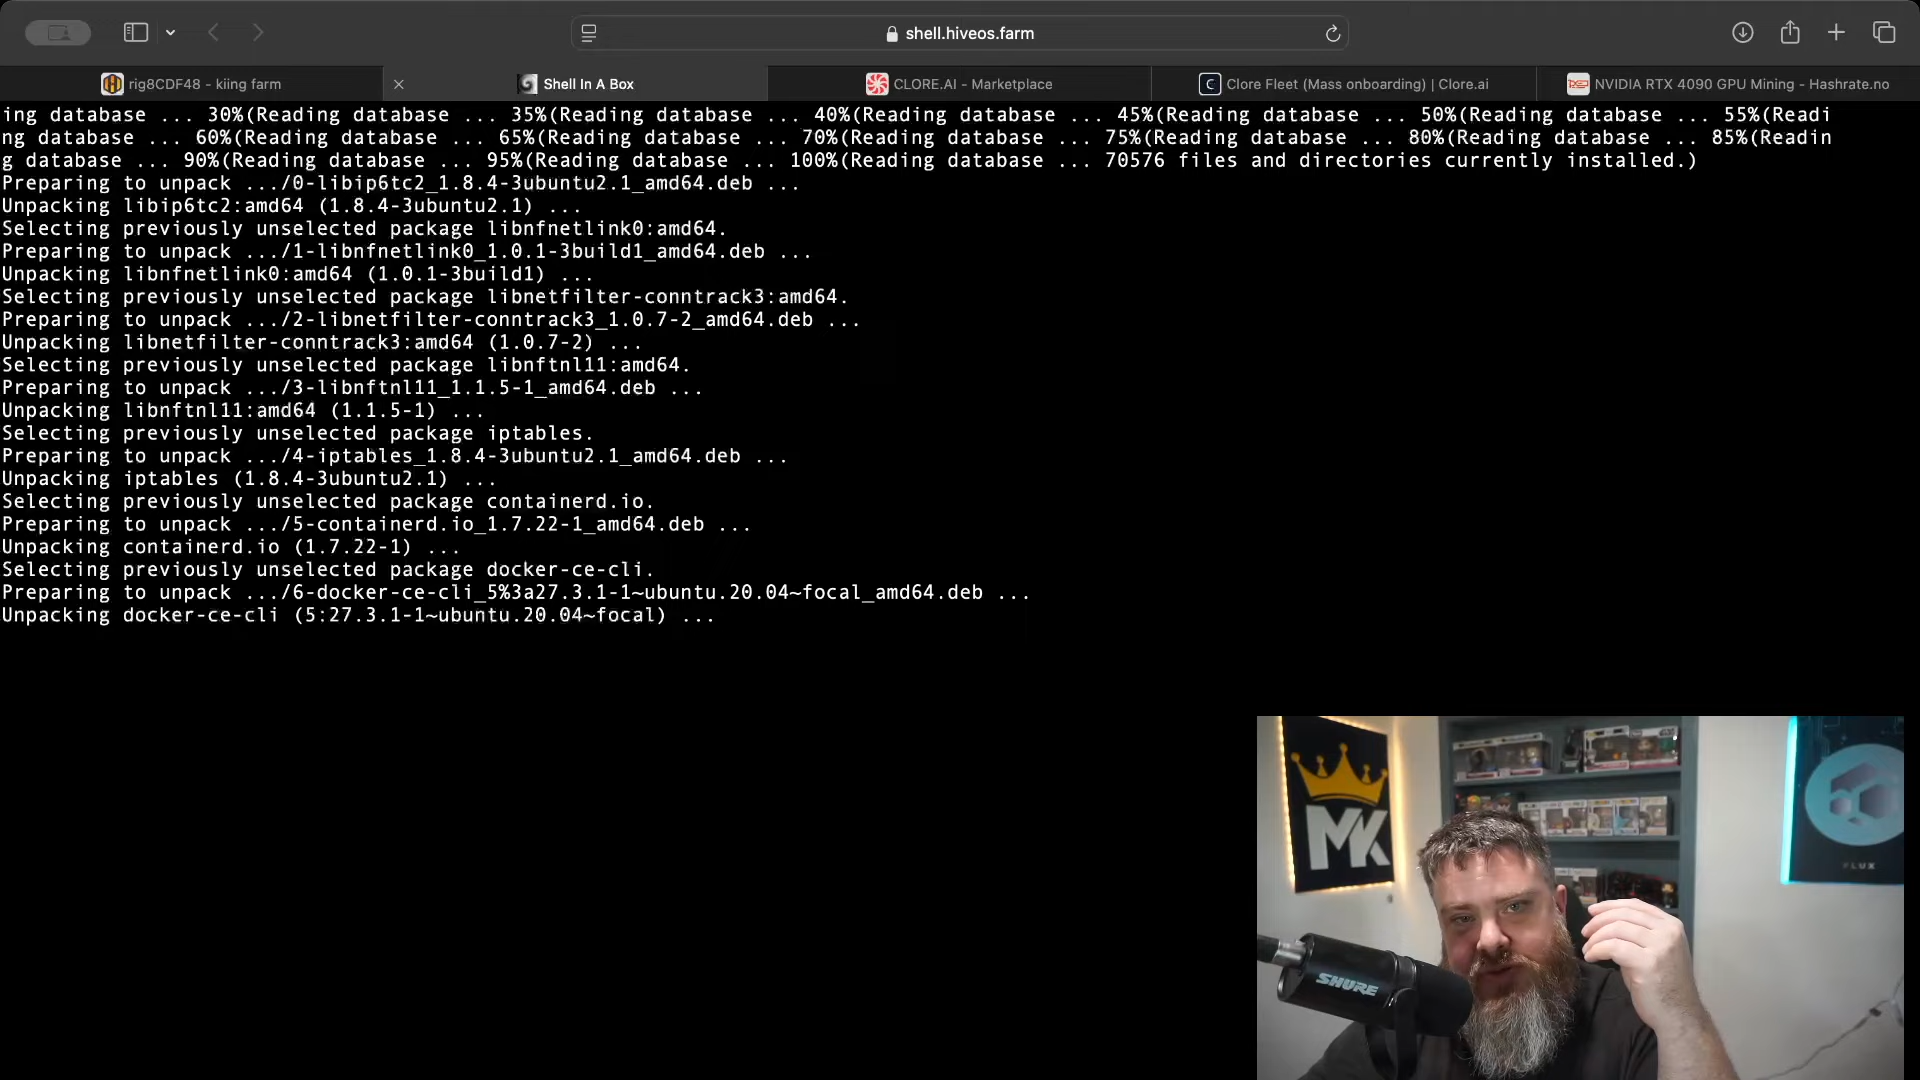 shell.hiveos.farm
rig8CDF48 - kiing farm
Shell In A Box
CLORE.AI - Marketplace
Clore Fleet (Mass onboarding) | Clore.ai
NVIDIA RTX 4090 GPU Mining - Hashrate.no
ing database ... 30%(Reading database ... 35%(Reading database ... 40%(Reading database ... 45%(Reading database ... 50%(Reading database ... 55%(Readi
ng database ... 60%(Reading database ... 65%(Reading database ... 70%(Reading database ... 75%(Reading database ... 80%(Reading database ... 85%(Readin
g database ... 90%(Reading database ... 95%(Reading database ... 100%(Reading database ... 70576 files and directories currently installed.)
Preparing to unpack .../0-libip6tc2_1.8.4-3ubuntu2.1_amd64.deb ...
Unpacking libip6tc2:amd64 (1.8.4-3ubuntu2.1) ...
Selecting previously unselected package libnfnetlink0:amd64.
Preparing to unpack .../1-libnfnetlink0_1.0.1-3build1_amd64.deb ...
Unpacking libnfnetlink0:amd64 (1.0.1-3build1) ...
Selecting previously unselected package libnetfilter-conntrack3:amd64.
Preparing to unpack .../2-libnetfilter-conntrack3_1.0.7-2_amd64.deb ...
Unpacking libnetfilter-conntrack3:amd64 (1.0.7-2) ...
Selecting previously unselected package libnftnl11:amd64.
Preparing to unpack .../3-libnftnl11_1.1.5-1_amd64.deb ...
Unpacking libnftnl11:amd64 (1.1.5-1) ...
Selecting previously unselected package iptables.
Preparing to unpack .../4-iptables_1.8.4-3ubuntu2.1_amd64.deb ...
Unpacking iptables (1.8.4-3ubuntu2.1) ...
Selecting previously unselected package containerd.io.
Preparing to unpack .../5-containerd.io_1.7.22-1_amd64.deb ...
Unpacking containerd.io (1.7.22-1) ...
Selecting previously unselected package docker-ce-cli.
Preparing to unpack .../6-docker-ce-cli_5%3a27.3.1-1~ubuntu.20.04~focal_amd64.deb ...
Unpacking docker-ce-cli (5:27.3.1-1~ubuntu.20.04~focal) ...
MK
FLUX
SHURE